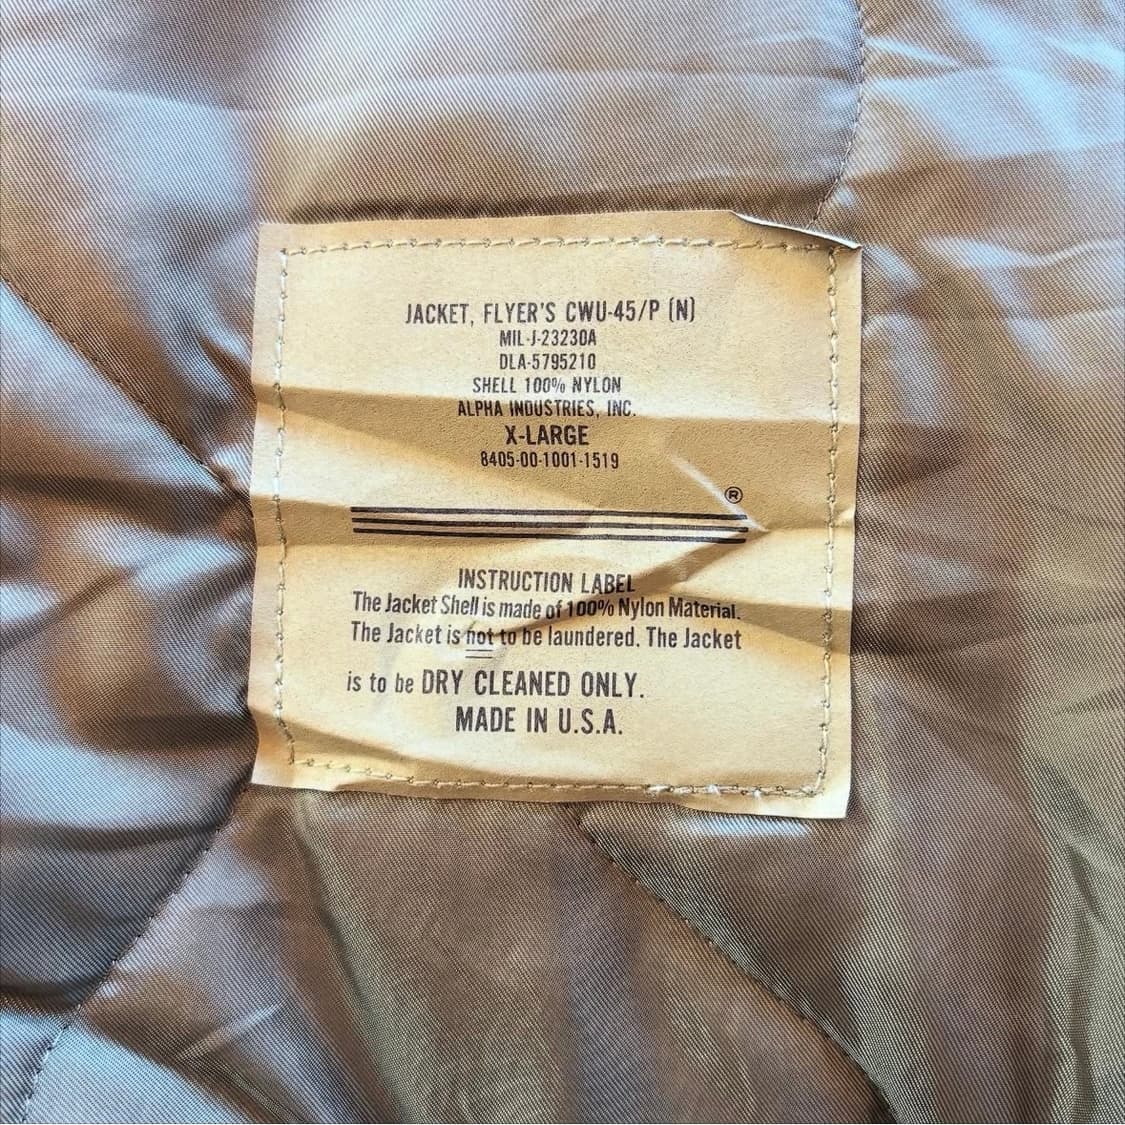 JACKET, FLYER'S CWU-45/P (N)
MIL-J-23230A
DLA-5795210
SHELL 100% NYLON
ALPHA INDUSTRIES, INC.
X-LARGE
8405-00-1001-1519
®
INSTRUCTION LABEL
The Jacket Shell is made of 100% Nylon Material.
The Jacket is not to be laundered. The Jacket
is to be DRY CLEANED ONLY.
MADE IN U.S.A.